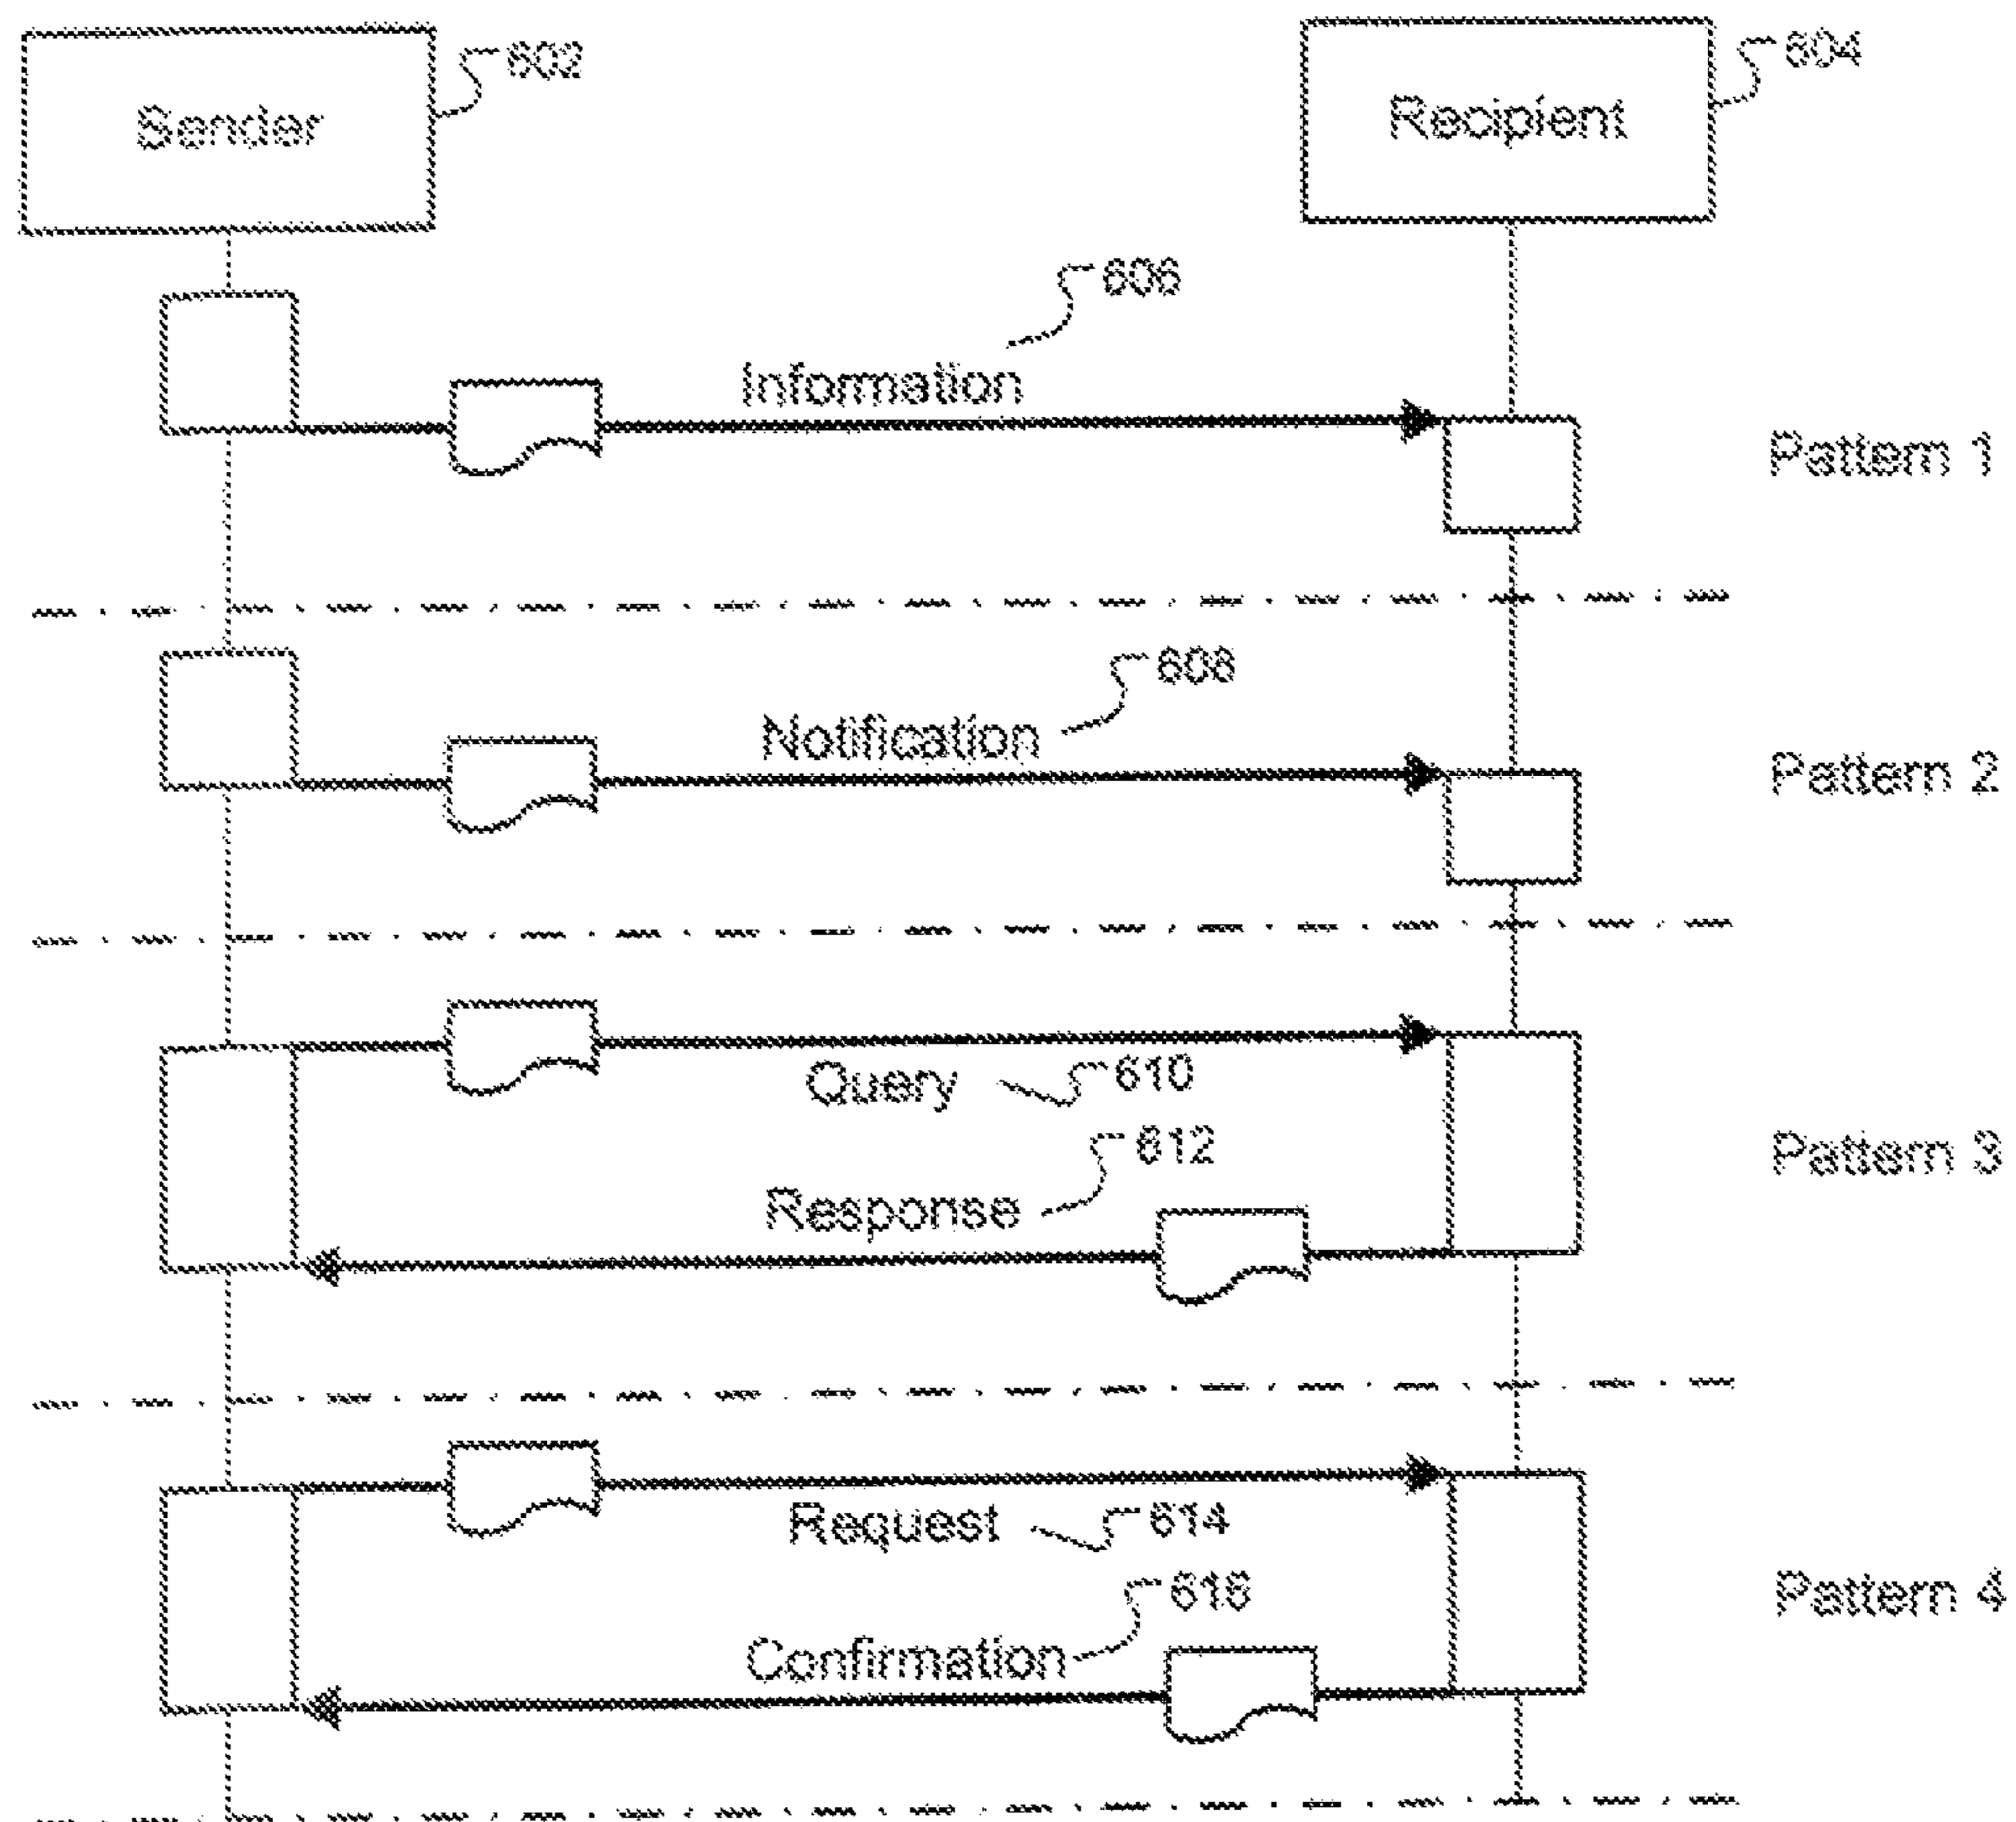 Sender
602
Recipient
604
606
Information
Pattern 1
608
Notification
Pattern 2
Query
610
612
Response
Pattern 3
Request
614
616
Confirmation
Pattern 4